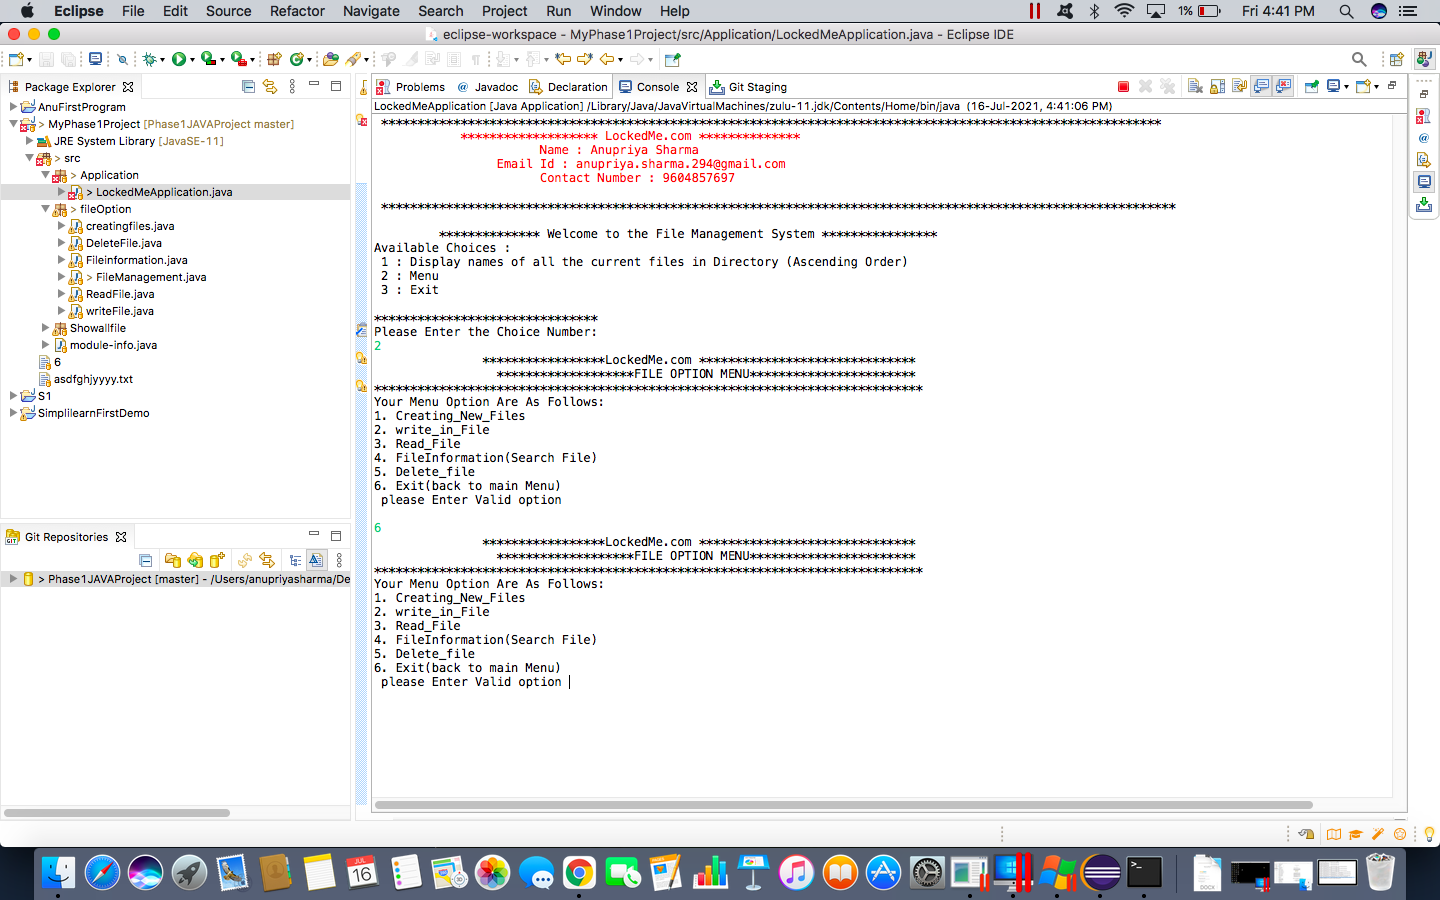 Eclipse File Edit Source Refactor Navigate Search Project Run Window Help 1% Fri 4:41 PM
eclipse-workspace - MyPhase1Project/src/Application/LockedMeApplication.java - Eclipse IDE
Package Explorer
AnuFirstProgram
> MyPhase1Project [Phase1JAVAProject master]
JRE System Library [JavaSE-11]
> src
> Application
> LockedMeApplication.java
> fileOption
creatingfiles.java
DeleteFile.java
Fileinformation.java
> FileManagement.java
ReadFile.java
writeFile.java
Showallfile
module-info.java
6
asdfghjyyyy.txt
S1
SimplilearnFirstDemo
Git Repositories
> Phase1JAVAProject [master] - /Users/anupriyasharma/De
Problems @ Javadoc Declaration Console Git Staging
LockedMeApplication [Java Application] /Library/Java/JavaVirtualMachines/zulu-11.jdk/Contents/Home/bin/java (16-Jul-2021, 4:41:06 PM)
************************************************************************************************************
******************* LockedMe.com **************
Name : Anupriya Sharma
Email Id : anupriya.sharma.294@gmail.com
Contact Number : 9604857697
**************************************************************************************************************
************** Welcome to the File Management System ****************
Available Choices :
1 : Display names of all the current files in Directory (Ascending Order)
2 : Menu
3 : Exit
*******************************
Please Enter the Choice Number:
2
*****************LockedMe.com ******************************
*******************FILE OPTION MENU***********************
****************************************************************************
Your Menu Option Are As Follows:
1. Creating_New_Files
2. write_in_File
3. Read_File
4. FileInformation(Search File)
5. Delete_file
6. Exit(back to main Menu)
please Enter Valid option
6
*****************LockedMe.com ******************************
*******************FILE OPTION MENU***********************
****************************************************************************
Your Menu Option Are As Follows:
1. Creating_New_Files
2. write_in_File
3. Read_File
4. FileInformation(Search File)
5. Delete_file
6. Exit(back to main Menu)
please Enter Valid option
JUL
16
DOCX